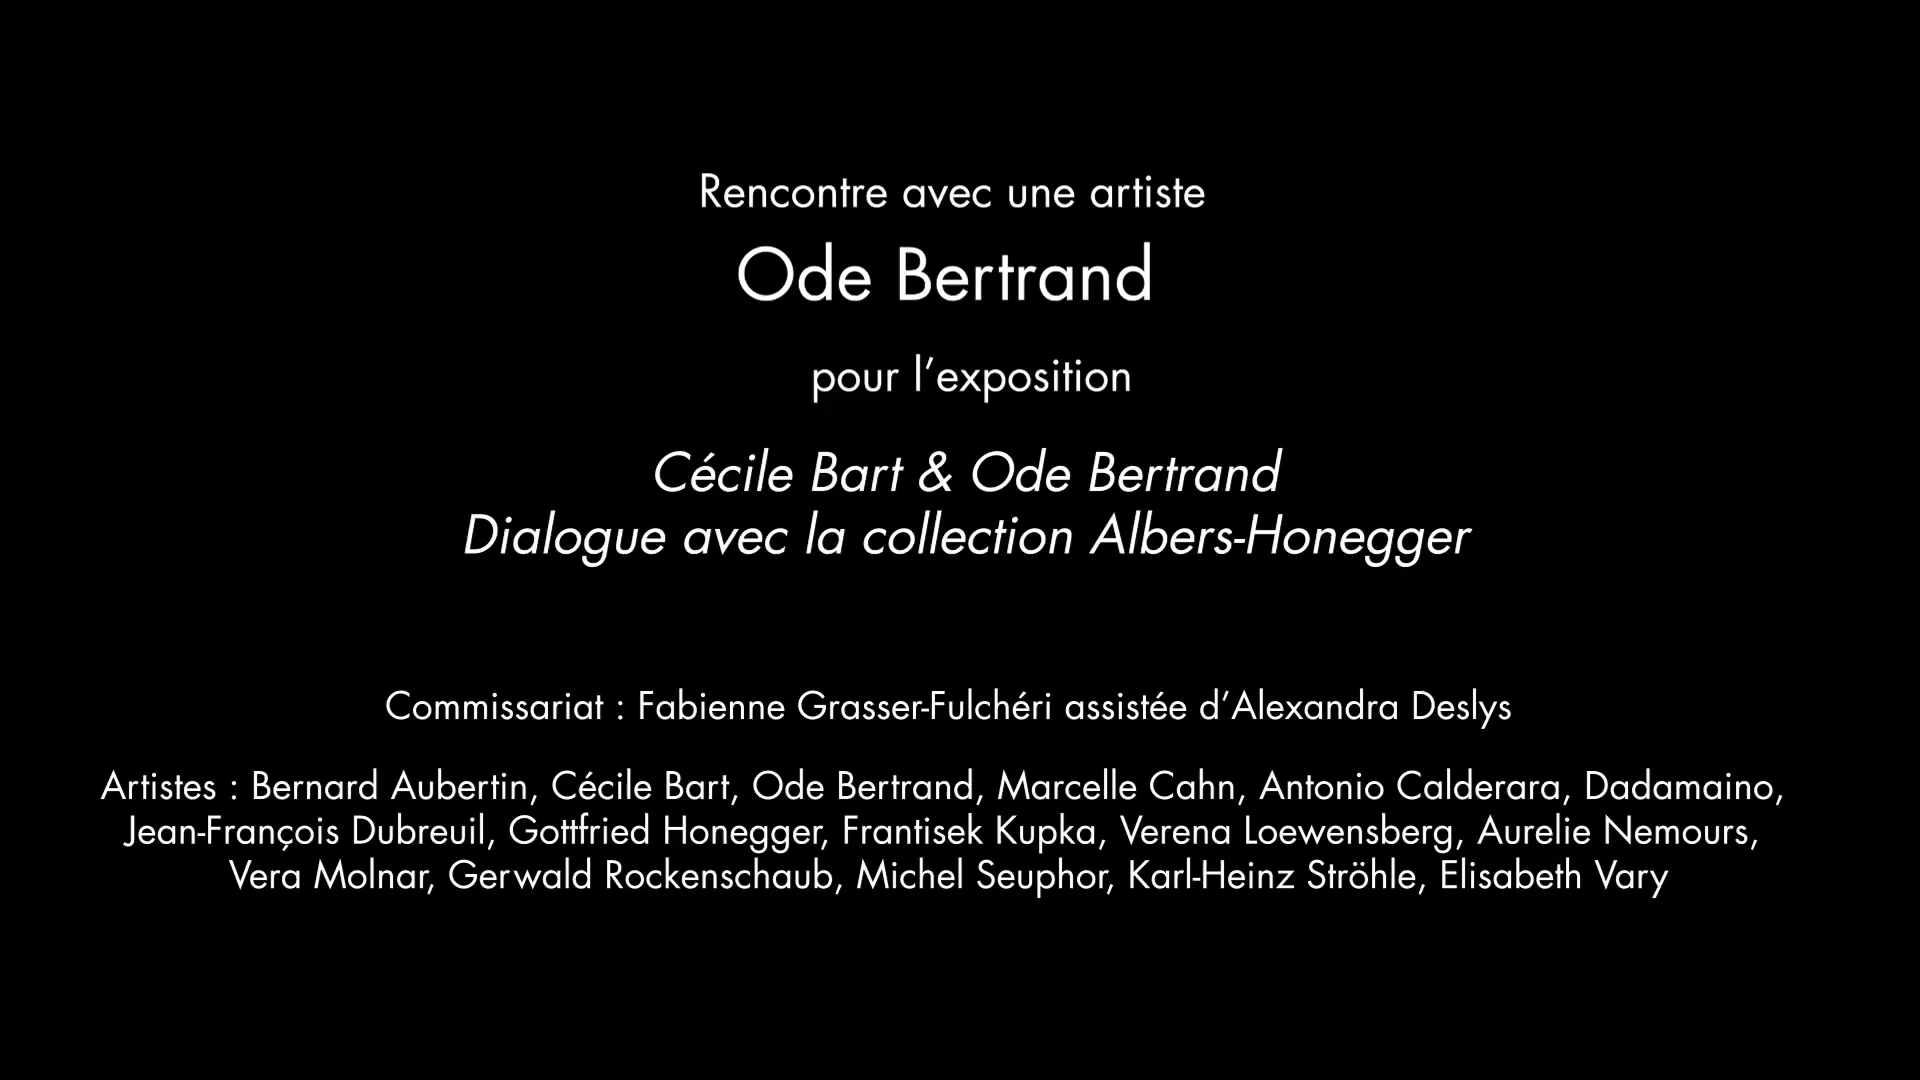 Rencontre avec une artiste
Ode Bertrand
pour l’exposition
Cécile Bart & Ode Bertrand
Dialogue avec la collection Albers-Honegger
Commissariat : Fabienne Grasser-Fulchéri assistée d’Alexandra Deslys
Artistes : Bernard Aubertin, Cécile Bart, Ode Bertrand, Marcelle Cahn, Antonio Calderara, Dadamaino,
Jean-François Dubreuil, Gottfried Honegger, Frantisek Kupka, Verena Loewensberg, Aurelie Nemours,
Vera Molnar, Gerwald Rockenschaub, Michel Seuphor, Karl-Heinz Ströhle, Elisabeth Vary